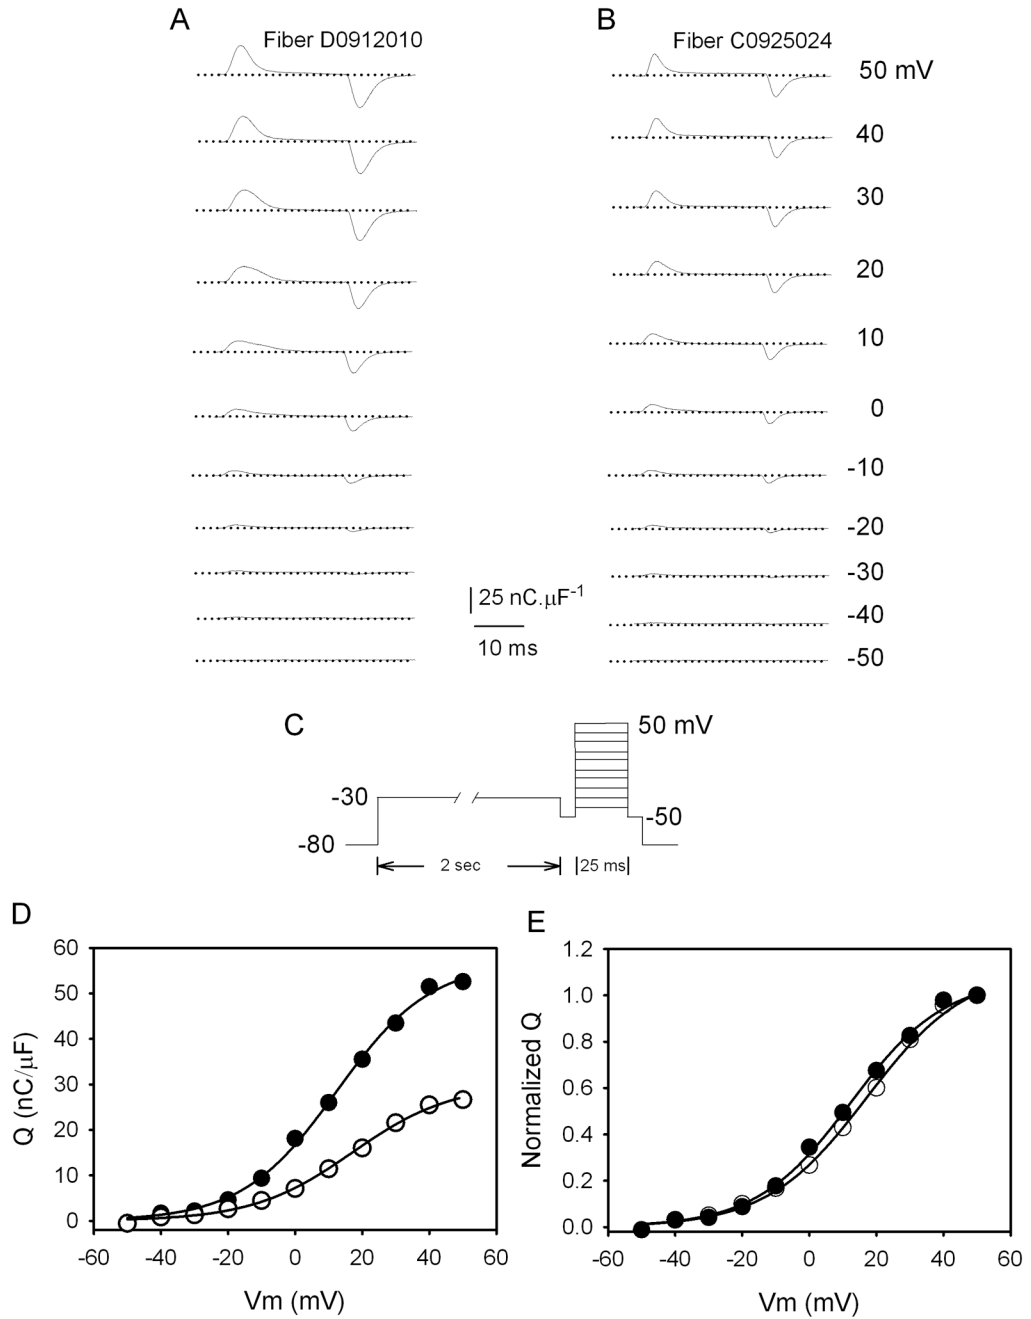 A
Fiber D0912010
B
Fiber C0925024
50 mV
40
30
20
10
0
-10
-20
-30
-40
-50
25 nC.μF⁻¹
10 ms
C
50 mV
-30
-50
-80
2 sec
25 ms
D
60
50
40
30
20
10
0
Q (nC/μF)
-60 -40 -20 0 20 40 60
Vm (mV)
E
1.2
1.0
0.8
0.6
0.4
0.2
0.0
Normalized Q
-60 -40 -20 0 20 40 60
Vm (mV)